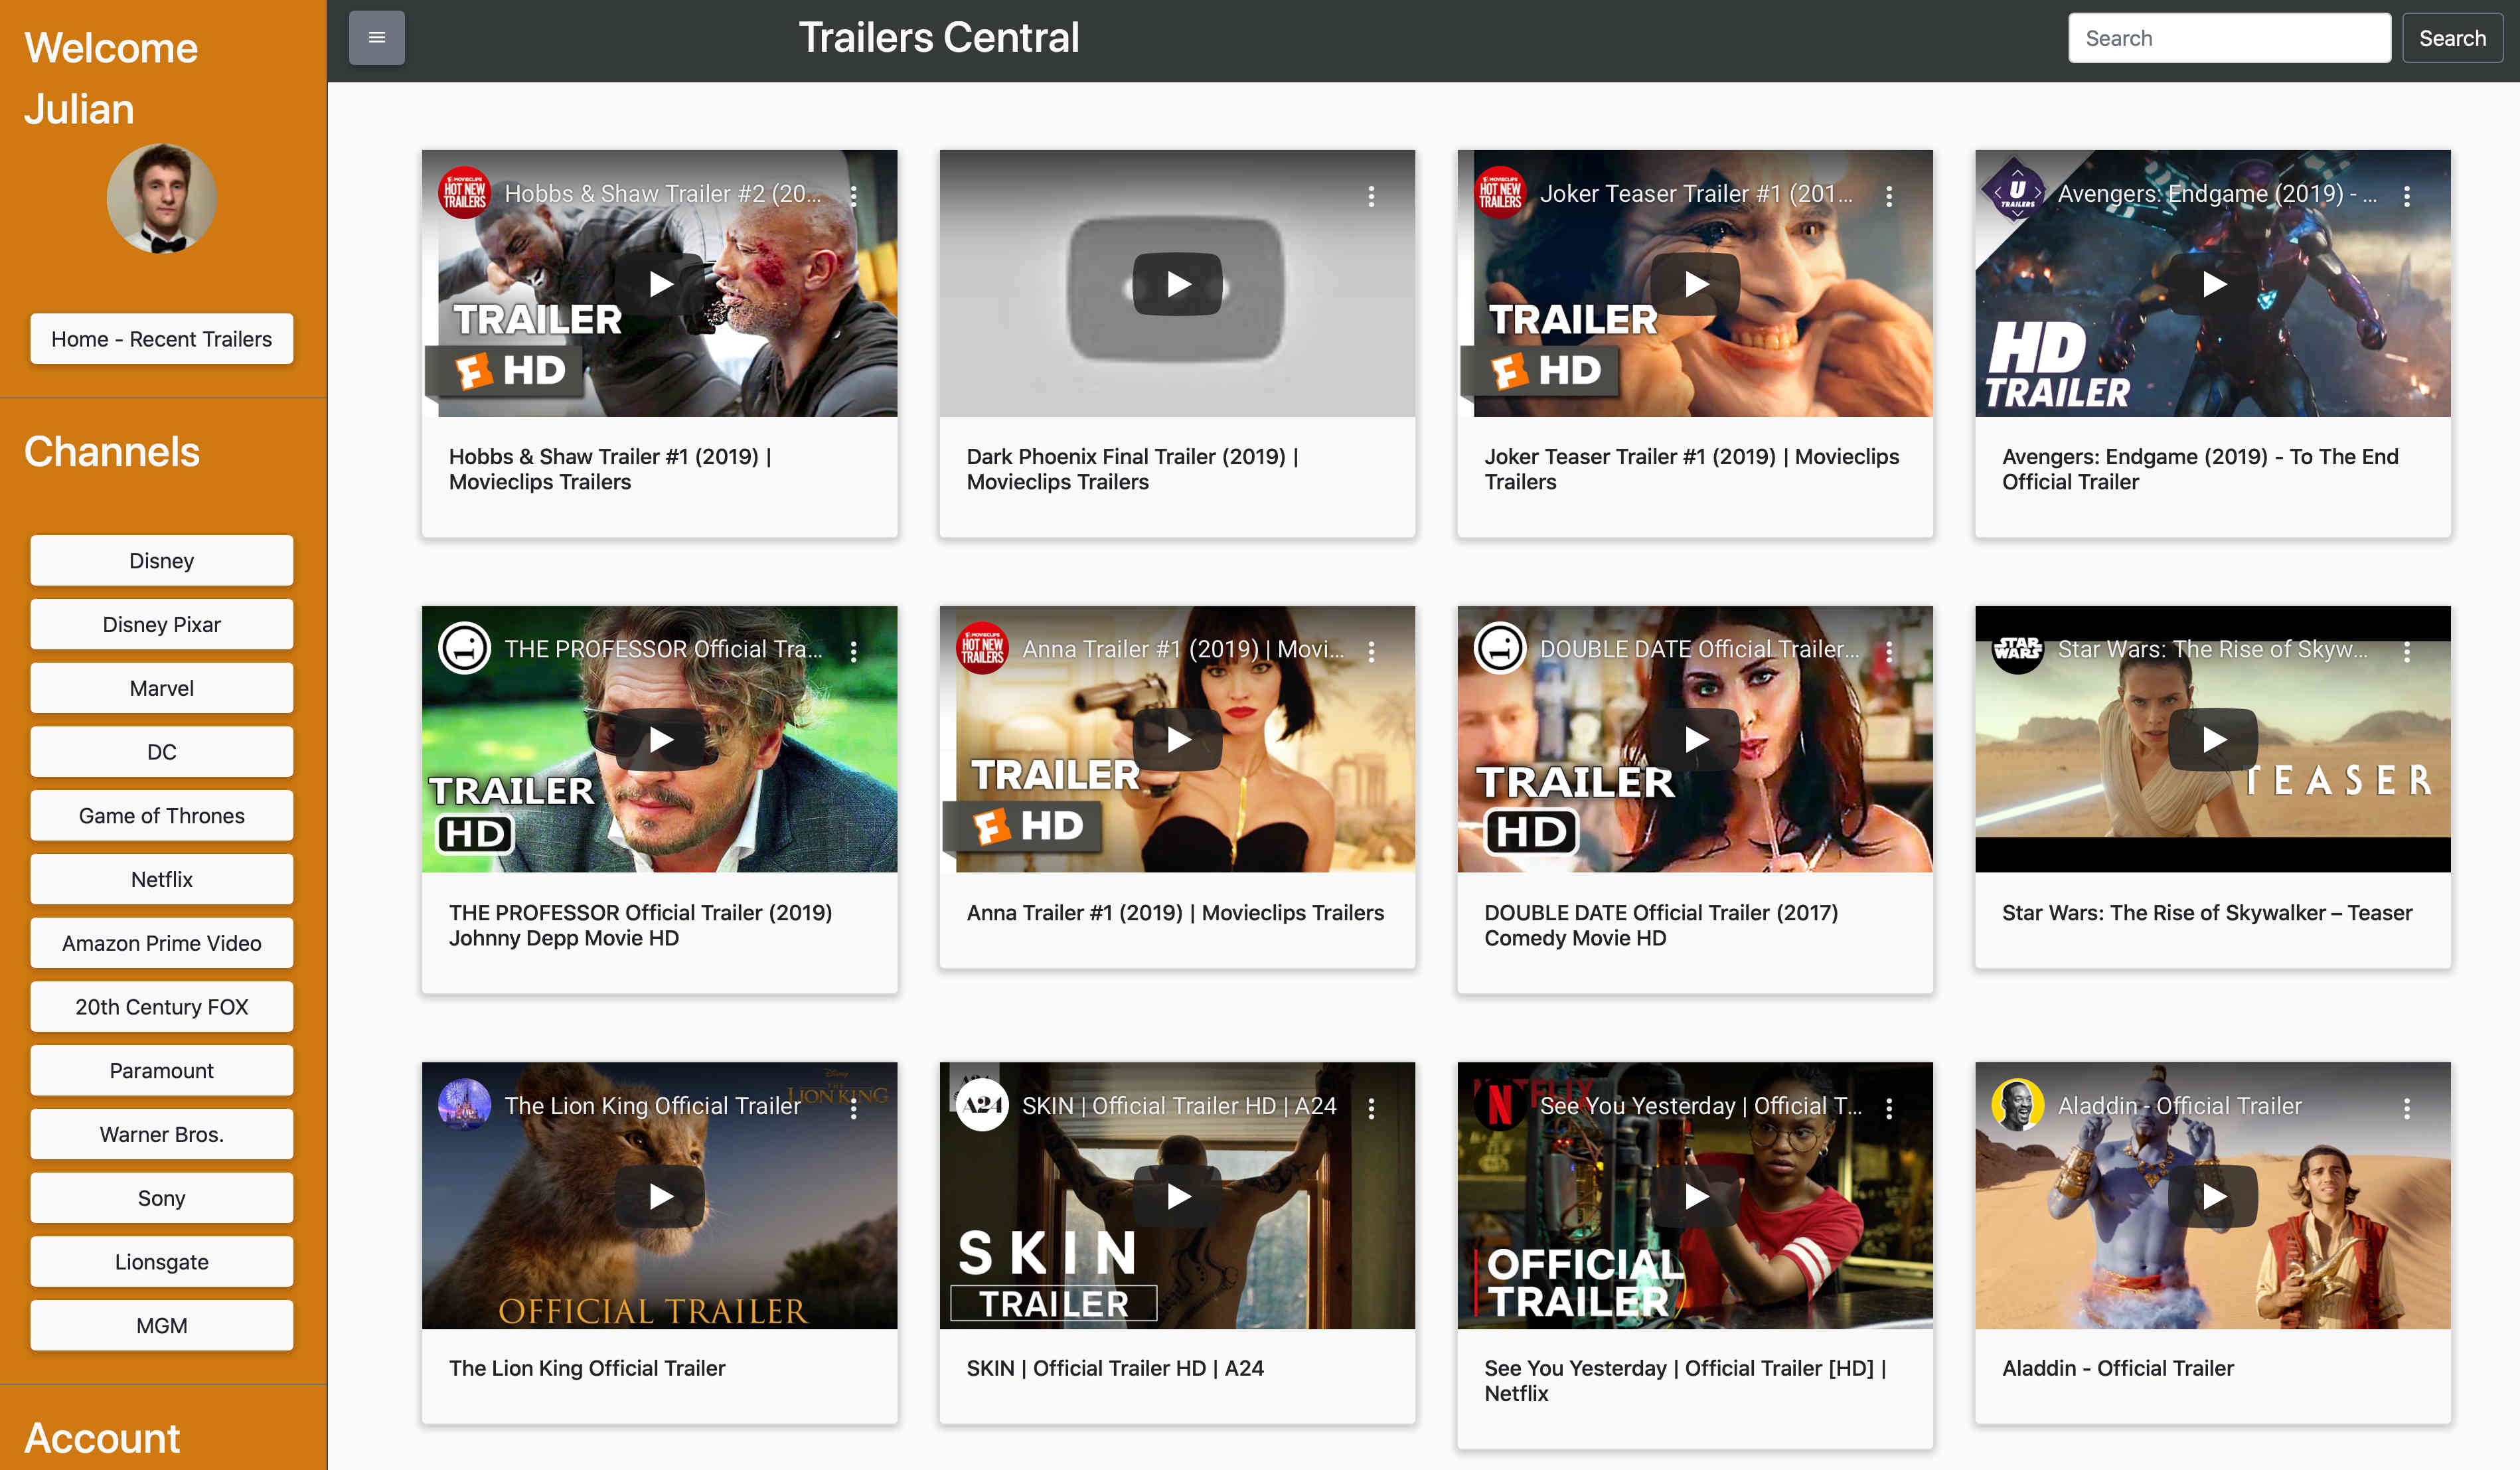 Welcome
Julian
Home - Recent Trailers
Channels
Disney
Disney Pixar
Marvel
DC
Game of Thrones
Netflix
Amazon Prime Video
20th Century FOX
Paramount
Warner Bros.
Sony
Lionsgate
MGM
Account
Trailers Central
Search
Search
MOVIECLIPS
HOT NEW
TRAILERS
Hobbs & Shaw Trailer #2 (20...
TRAILER
F HD
Hobbs & Shaw Trailer #1 (2019) |
Movieclips Trailers
Dark Phoenix Final Trailer (2019) |
Movieclips Trailers
MOVIECLIPS
HOT NEW
TRAILERS
Joker Teaser Trailer #1 (201...
TRAILER
F HD
Joker Teaser Trailer #1 (2019) | Movieclips
Trailers
U
TRAILERS
Avengers: Endgame (2019) - ...
HD
TRAILER
Avengers: Endgame (2019) - To The End
Official Trailer
THE PROFESSOR Official Tra...
TRAILER
HD
THE PROFESSOR Official Trailer (2019)
Johnny Depp Movie HD
MOVIECLIPS
HOT NEW
TRAILERS
Anna Trailer #1 (2019) | Movi...
TRAILER
F HD
Anna Trailer #1 (2019) | Movieclips Trailers
DOUBLE DATE Official Trailer...
TRAILER
HD
DOUBLE DATE Official Trailer (2017)
Comedy Movie HD
STAR
WARS
Star Wars: The Rise of Skyw...
TEASER
Star Wars: The Rise of Skywalker – Teaser
The Lion King Official Trailer
Disney
THE
LION KING
OFFICIAL TRAILER
The Lion King Official Trailer
A24
SKIN | Official Trailer HD | A24
SKIN
TRAILER
SKIN | Official Trailer HD | A24
NETFLIX
N
See You Yesterday | Official T...
OFFICIAL
TRAILER
See You Yesterday | Official Trailer [HD] |
Netflix
Aladdin - Official Trailer
Aladdin - Official Trailer